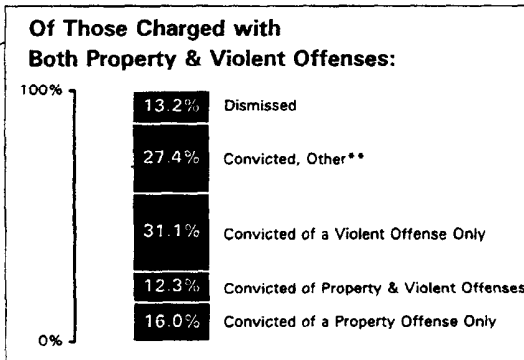 Of Those Charged with
Both Property & Violent Offenses:
100%
13.2% Dismissed
27.4% Convicted, Other**
31.1% Convicted of a Violent Offense Only
12.3% Convicted of Property & Violent Offenses
16.0% Convicted of a Property Offense Only
0%